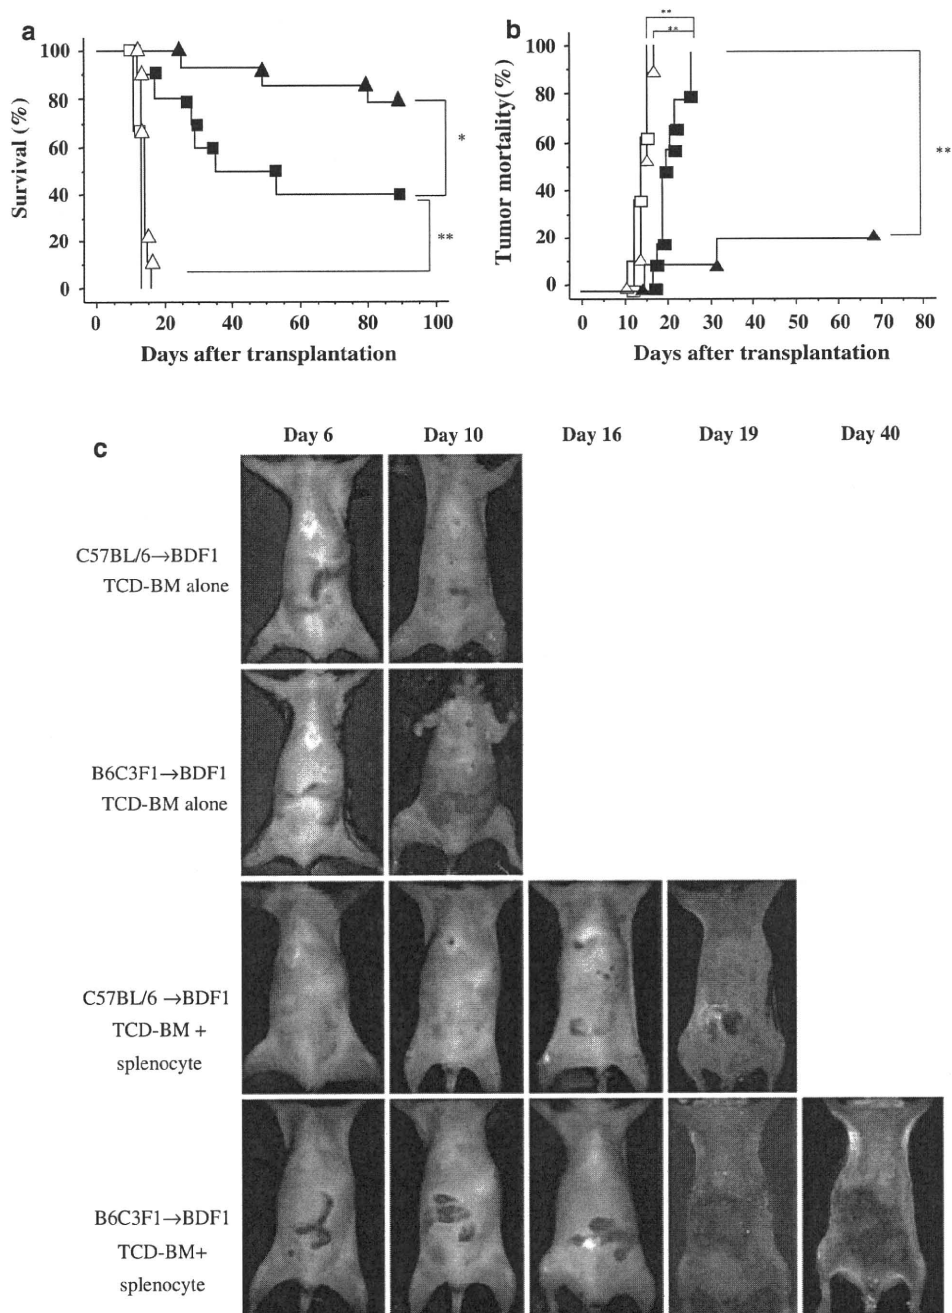 a
100
80
60
40
20
0
Survival (%)
0 20 40 60 80 100
Days after transplantation
*
**
b
**
**
100
80
60
40
20
0
Tumor mortality(%)
0 10 20 30 40 50 60 70 80
Days after transplantation
**
c
Day 6 Day 10 Day 16 Day 19 Day 40
C57BL/6→BDF1
TCD-BM alone
B6C3F1→BDF1
TCD-BM alone
C57BL/6 →BDF1
TCD-BM +
splenocyte
B6C3F1→BDF1
TCD-BM+
splenocyte